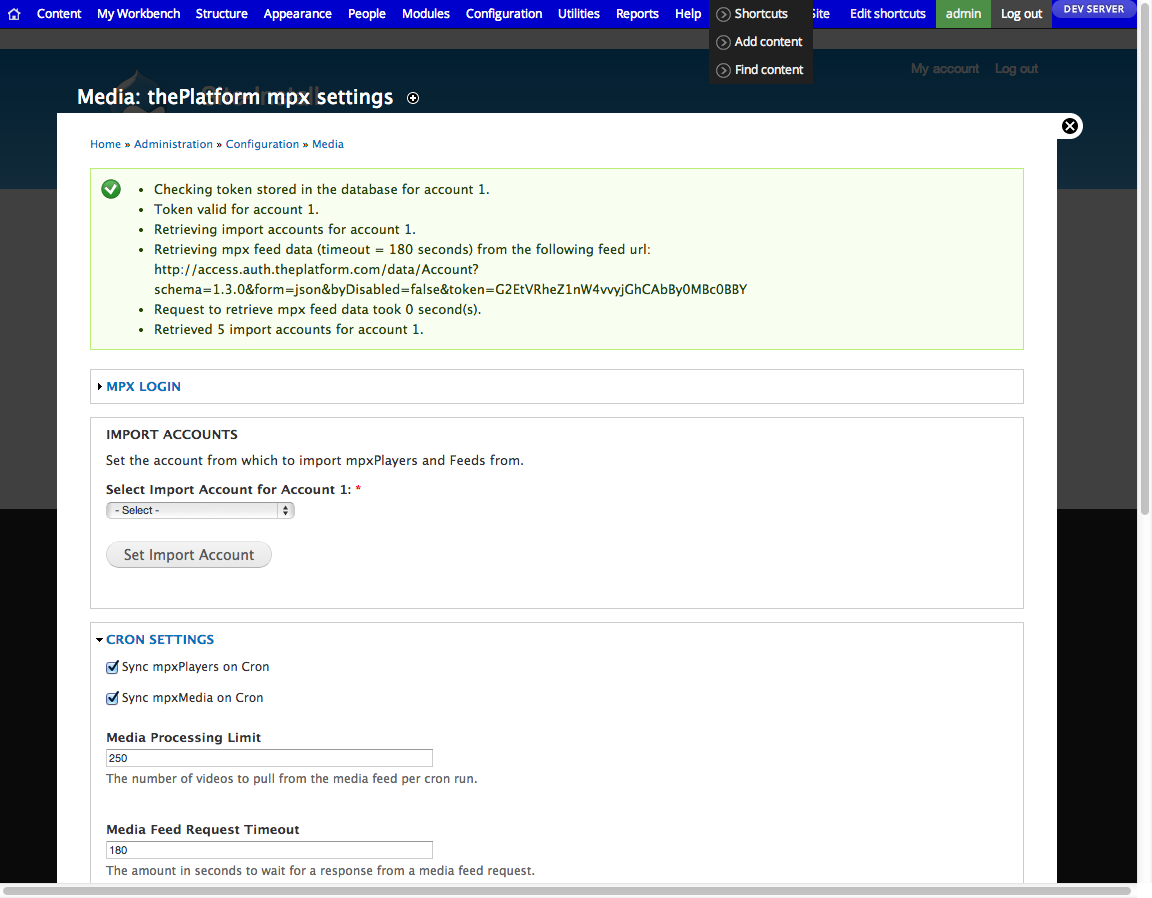 Content My Workbench Structure Appearance People Modules Configuration Utilities Reports Help Shortcuts Site Edit shortcuts admin Log out DEV SERVER
Add content
Find content
My account Log out
Media: thePlatform mpx settings
Home » Administration » Configuration » Media
• Checking token stored in the database for account 1.
• Token valid for account 1.
• Retrieving import accounts for account 1.
• Retrieving mpx feed data (timeout = 180 seconds) from the following feed url:
http://access.auth.theplatform.com/data/Account?
schema=1.3.0&form=json&byDisabled=false&token=G2EtVRheZ1nW4vvyjGhCAbBy0MBc0BBY
• Request to retrieve mpx feed data took 0 second(s).
• Retrieved 5 import accounts for account 1.
MPX LOGIN
IMPORT ACCOUNTS
Set the account from which to import mpxPlayers and Feeds from.
Select Import Account for Account 1: *
- Select -
Set Import Account
CRON SETTINGS
Sync mpxPlayers on Cron
Sync mpxMedia on Cron
Media Processing Limit
250
The number of videos to pull from the media feed per cron run.
Media Feed Request Timeout
180
The amount in seconds to wait for a response from a media feed request.